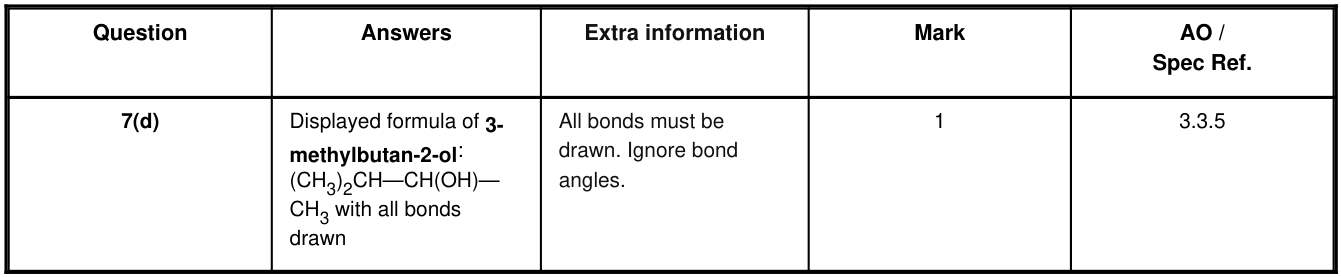 Question Answers Extra information Mark AO /
Spec Ref.
7(d) Displayed formula of 3- All bonds must be 1 3.3.5
methylbutan-2-ol: drawn. Ignore bond
(CH3)2CH—CH(OH)— angles.
CH3 with all bonds
drawn